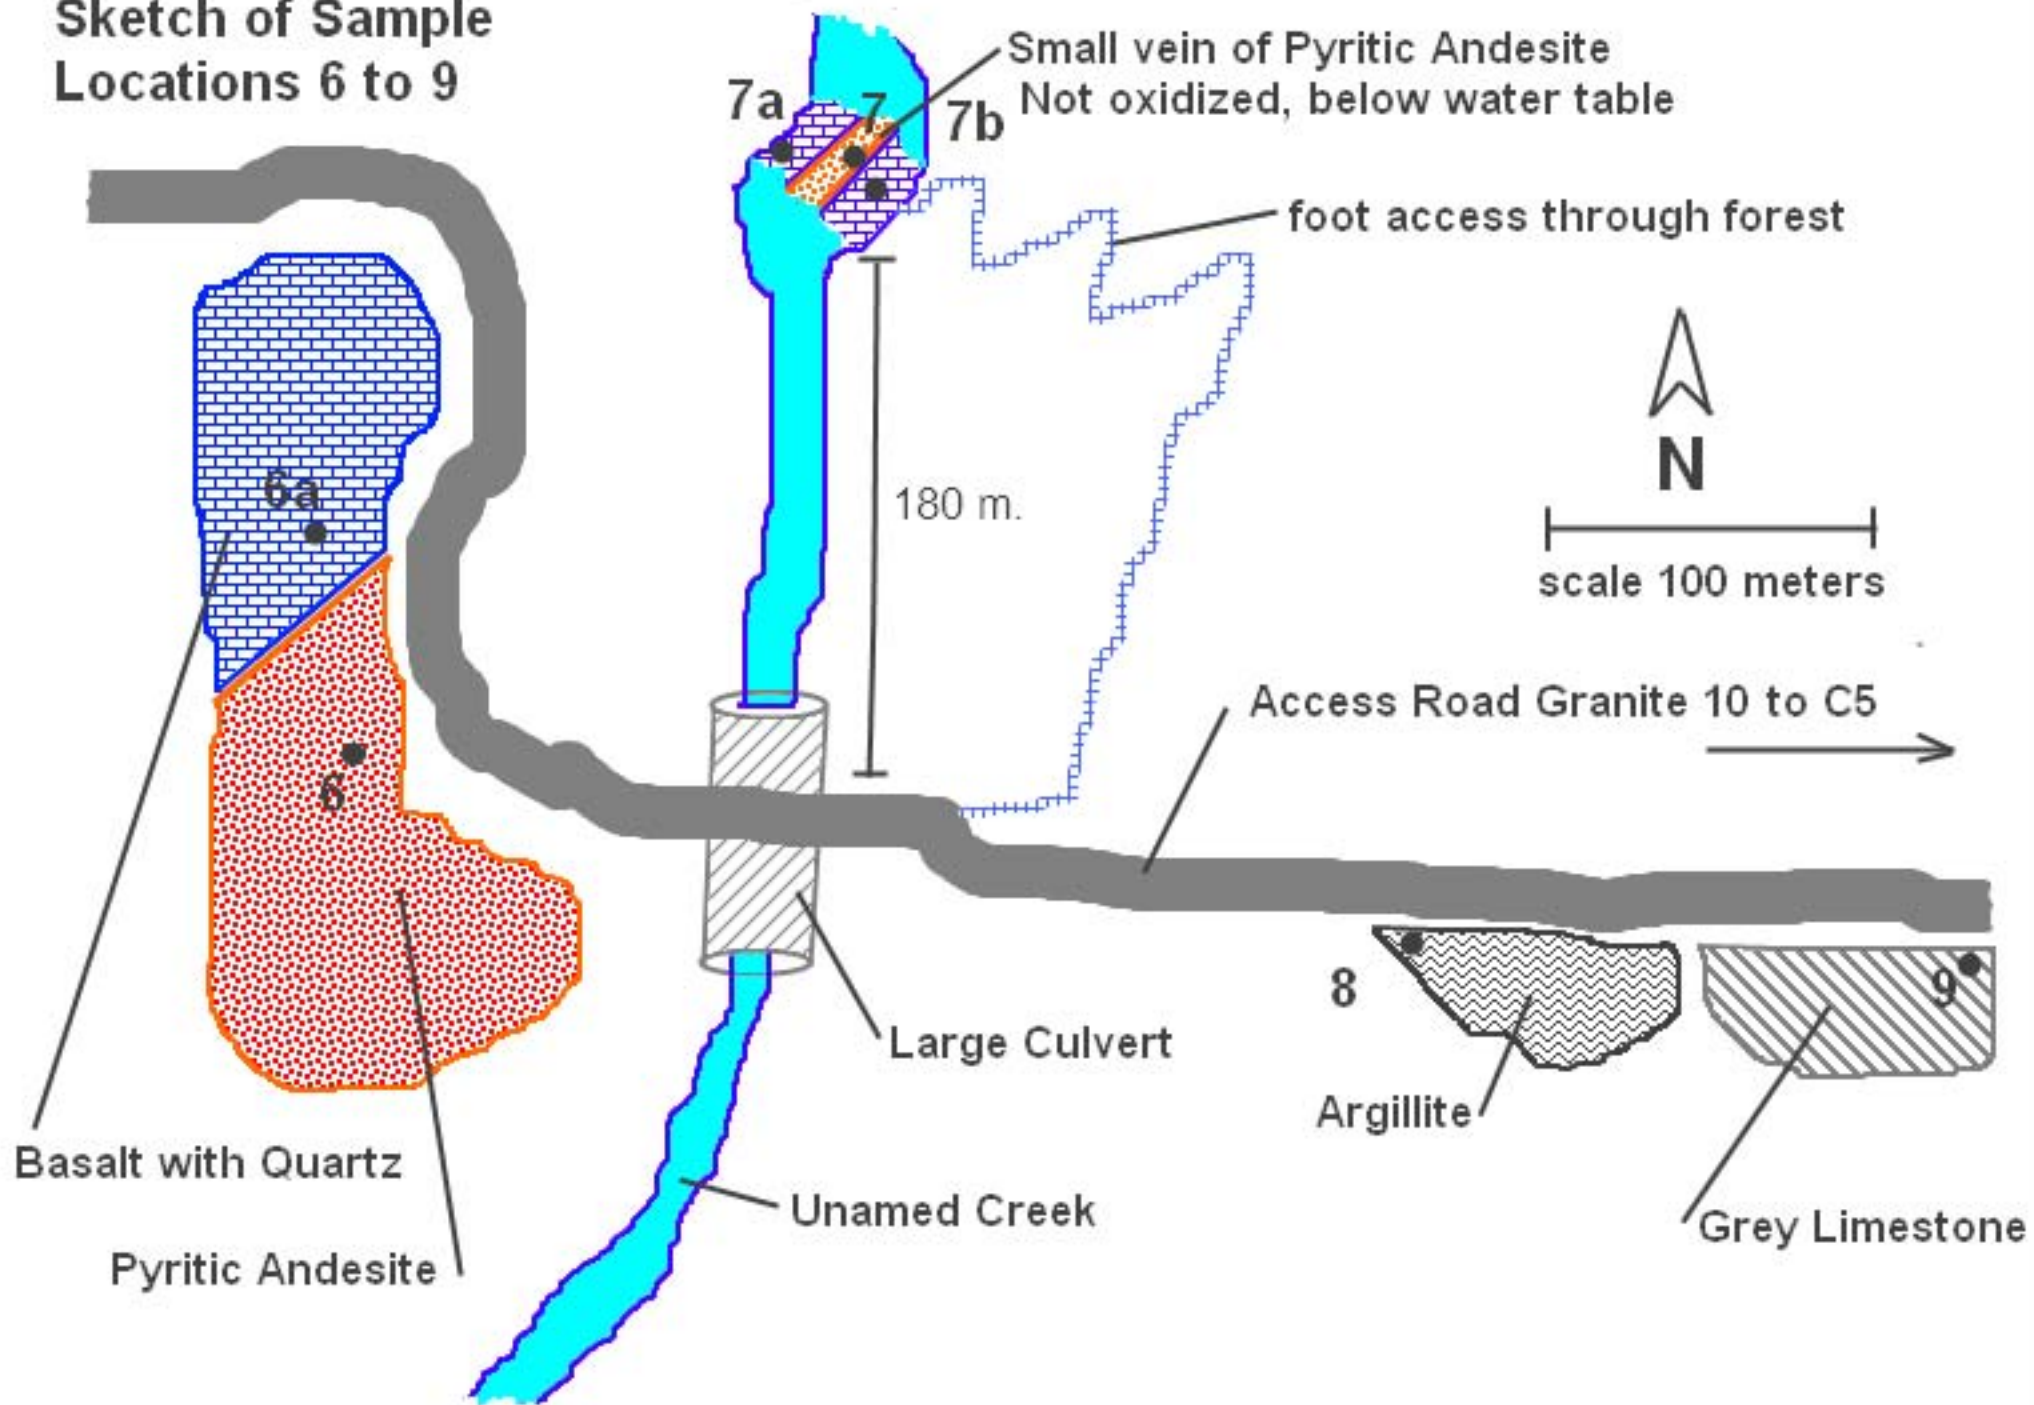 Sketch of Sample
Locations 6 to 9
Small vein of Pyritic Andesite
Not oxidized, below water table
7a
7
7b
foot access through forest
N
scale 100 meters
180 m.
6a
6
Access Road Granite 10 to C5
8
9
Large Culvert
Argillite
Basalt with Quartz
Unamed Creek
Grey Limestone
Pyritic Andesite